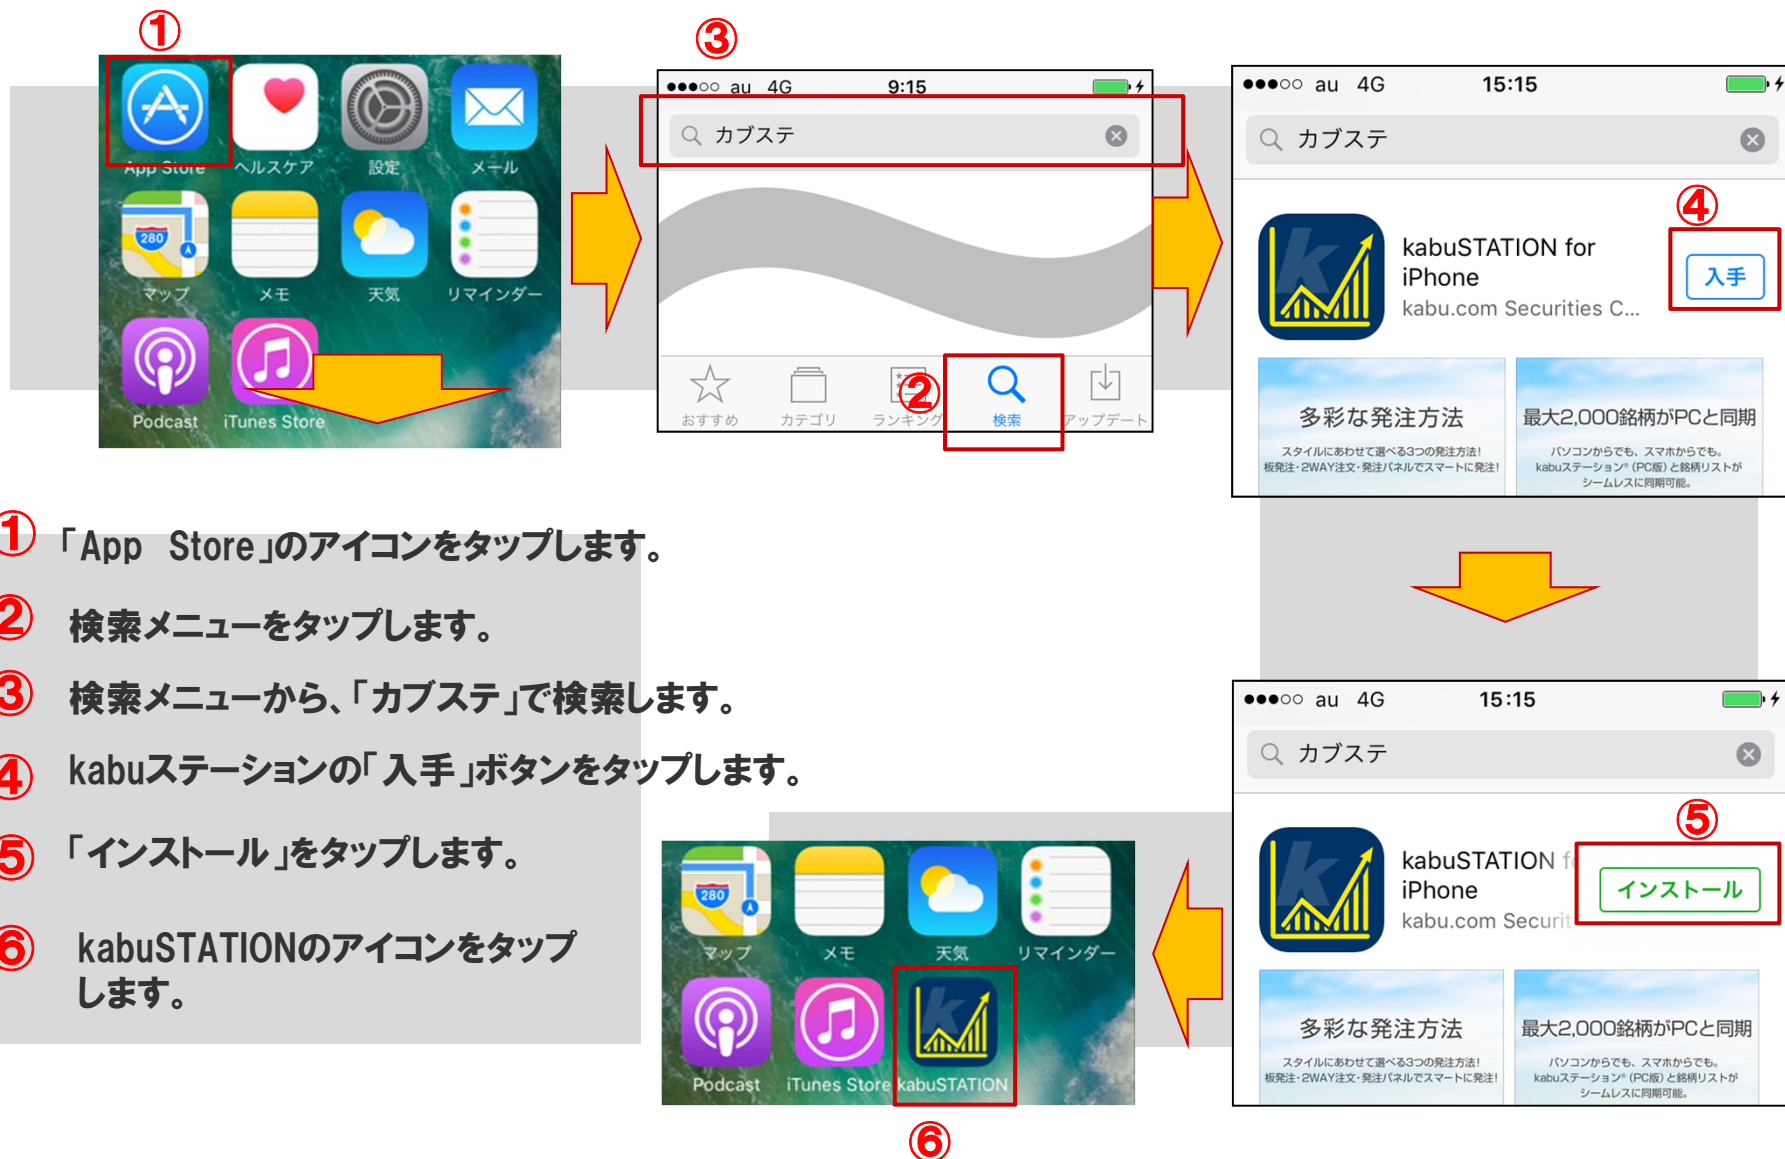 ①
App Store
ヘルスケア
設定
メール
280
マップ
メモ
天気
リマインダー
Podcast
iTunes Store
③
au 4G 9:15
カブステ
②
おすすめ
カテゴリ
ランキング
検索
アップデート
au 4G 15:15
カブステ
④
kabuSTATION for
iPhone
kabu.com Securities C...
入手
多彩な発注方法
スタイルにあわせて選べる3つの発注方法!
板発注・2WAY注文・発注パネルでスマートに発注!
最大2,000銘柄がPCと同期
パソコンからでも、スマホからでも。
kabuステーション®(PC版)と銘柄リストが
シームレスに同期可能。
①「App Store」のアイコンをタップします。
② 検索メニューをタップします。
③ 検索メニューから、「カブステ」で検索します。
④ kabuステーションの「入手」ボタンをタップします。
⑤「インストール」をタップします。
⑥ kabuSTATIONのアイコンをタップ
します。
au 4G 15:15
カブステ
⑤
kabuSTATION f
iPhone
kabu.com Securit
インストール
多彩な発注方法
スタイルにあわせて選べる3つの発注方法!
板発注・2WAY注文・発注パネルでスマートに発注!
最大2,000銘柄がPCと同期
パソコンからでも、スマホからでも。
kabuステーション®(PC版)と銘柄リストが
シームレスに同期可能。
280
マップ
メモ
天気
リマインダー
Podcast
iTunes Store
kabuSTATION
⑥